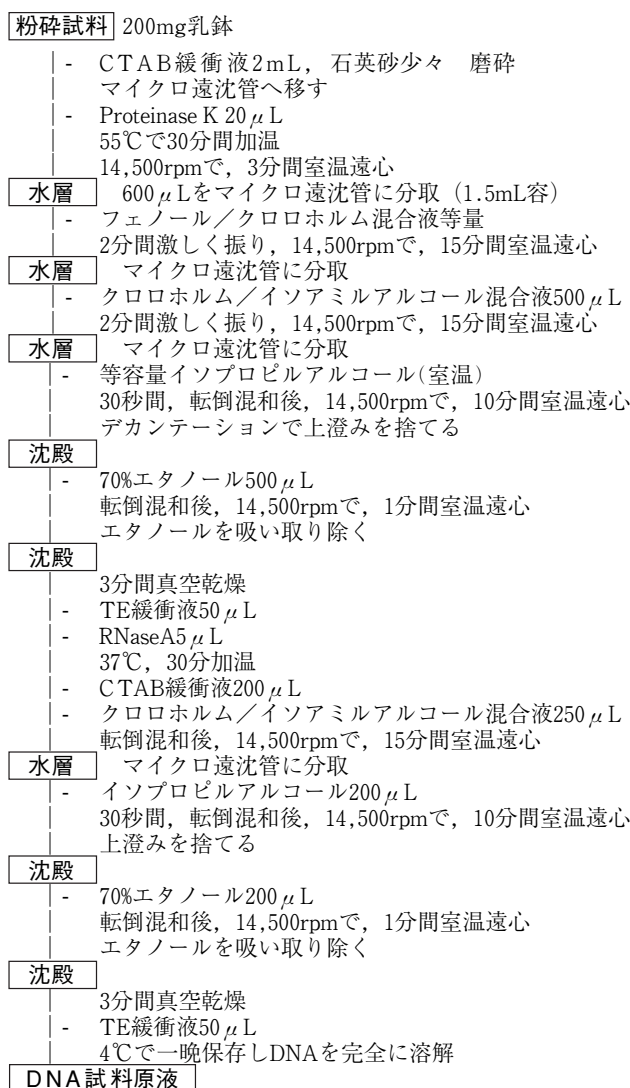 粉砕試料 200mg乳鉢
- CTAB緩衝液2mL，石英砂少々　磨砕
マイクロ遠沈管へ移す
- Proteinase K 20μL
55℃で30分間加温
14,500rpmで，3分間室温遠心
水層　600μLをマイクロ遠沈管に分取（1.5mL容）
- フェノール／クロロホルム混合液等量
2分間激しく振り，14,500rpmで，15分間室温遠心
水層　マイクロ遠沈管に分取
- クロロホルム／イソアミルアルコール混合液500μL
2分間激しく振り，14,500rpmで，15分間室温遠心
水層　マイクロ遠沈管に分取
- 等容量イソプロピルアルコール(室温）
30秒間，転倒混和後，14,500rpmで，10分間室温遠心
デカンテーションで上澄みを捨てる
沈殿
- 70%エタノール500μL
転倒混和後，14,500rpmで，1分間室温遠心
エタノールを吸い取り除く
沈殿
3分間真空乾燥
- TE緩衝液50μL
- RNaseA5μL
37℃，30分加温
- CTAB緩衝液200μL
- クロロホルム／イソアミルアルコール混合液250μL
転倒混和後，14,500rpmで，15分間室温遠心
水層　マイクロ遠沈管に分取
- イソプロピルアルコール200μL
30秒間，転倒混和後，14,500rpmで，10分間室温遠心
上澄みを捨てる
沈殿
- 70%エタノール200μL
転倒混和後，14,500rpmで，1分間室温遠心
エタノールを吸い取り除く
沈殿
3分間真空乾燥
- TE緩衝液50μL
4℃で一晩保存しDNAを完全に溶解
DNA試料原液